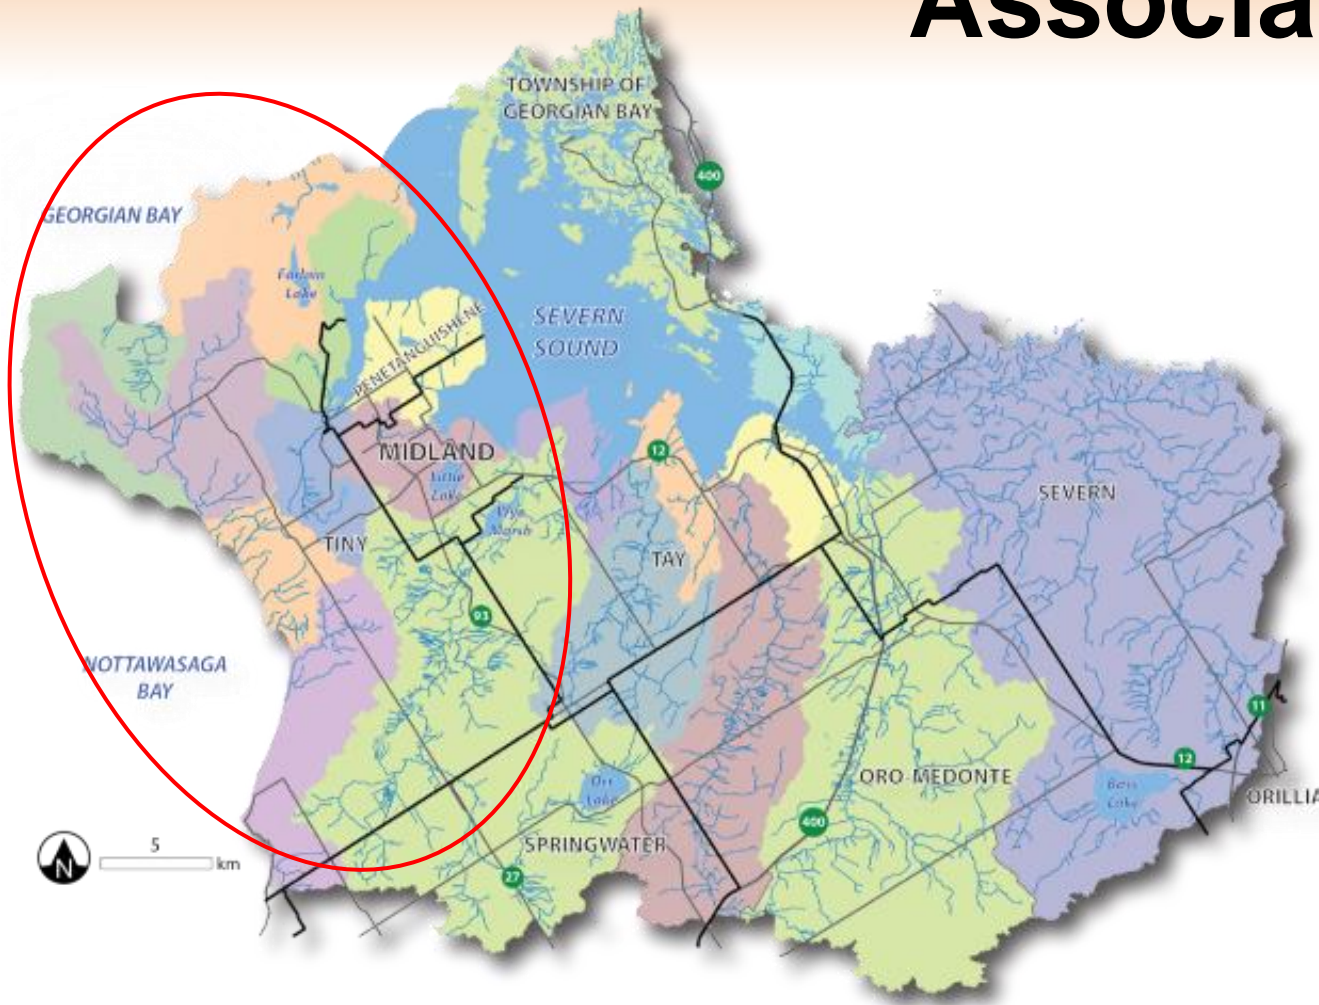 Associa
TOWNSHIP OF
GEORGIAN BAY
400
GEORGIAN BAY
Farlain
Lake
PENETANGUISHENE
SEVERN
SOUND
MIDLAND
Little
Lake
12
Wye
Marsh
SEVERN
TINY
TAY
93
NOTTAWASAGA
BAY
11
12
ORO-MEDONTE
Orr
Lake
Bass
Lake
ORILLIA
400
SPRINGWATER
5
km
N
27